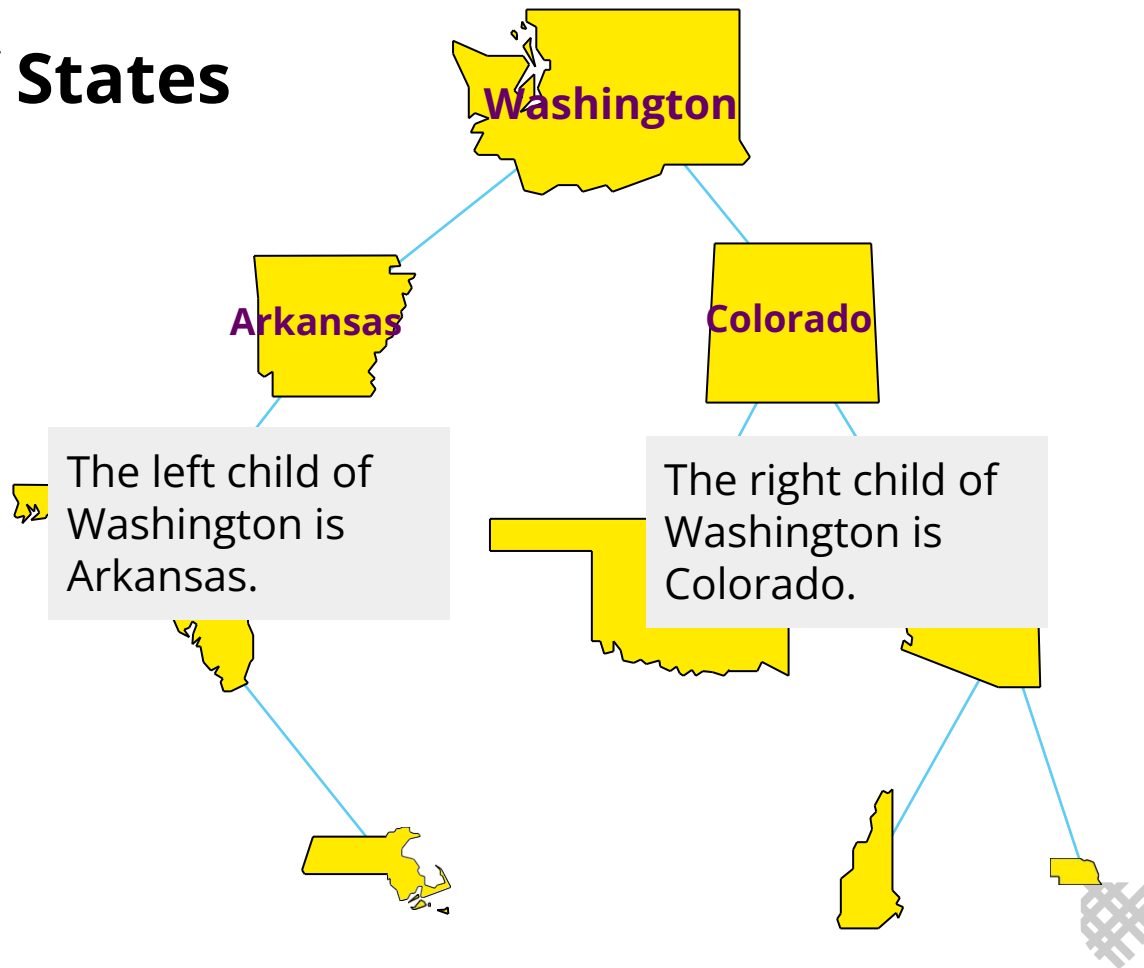 States
Washington
Arkansas
Colorado
The left child of
Washington is
Arkansas.
The right child of
Washington is
Colorado.